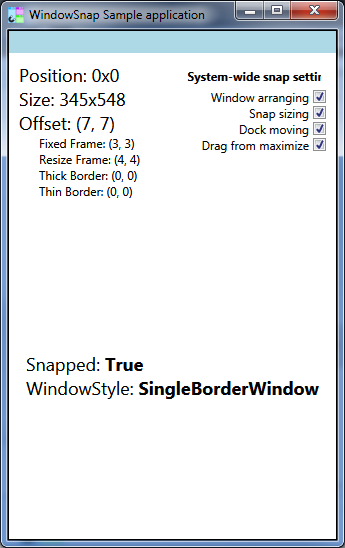 WindowSnap Sample application
Position: 0x0
Size: 345x548
Offset: (7, 7)
Fixed Frame: (3, 3)
Resize Frame: (4, 4)
Thick Border: (0, 0)
Thin Border: (0, 0)
System-wide snap settin
Window arranging
Snap sizing
Dock moving
Drag from maximize
Snapped: True
WindowStyle: SingleBorderWindow